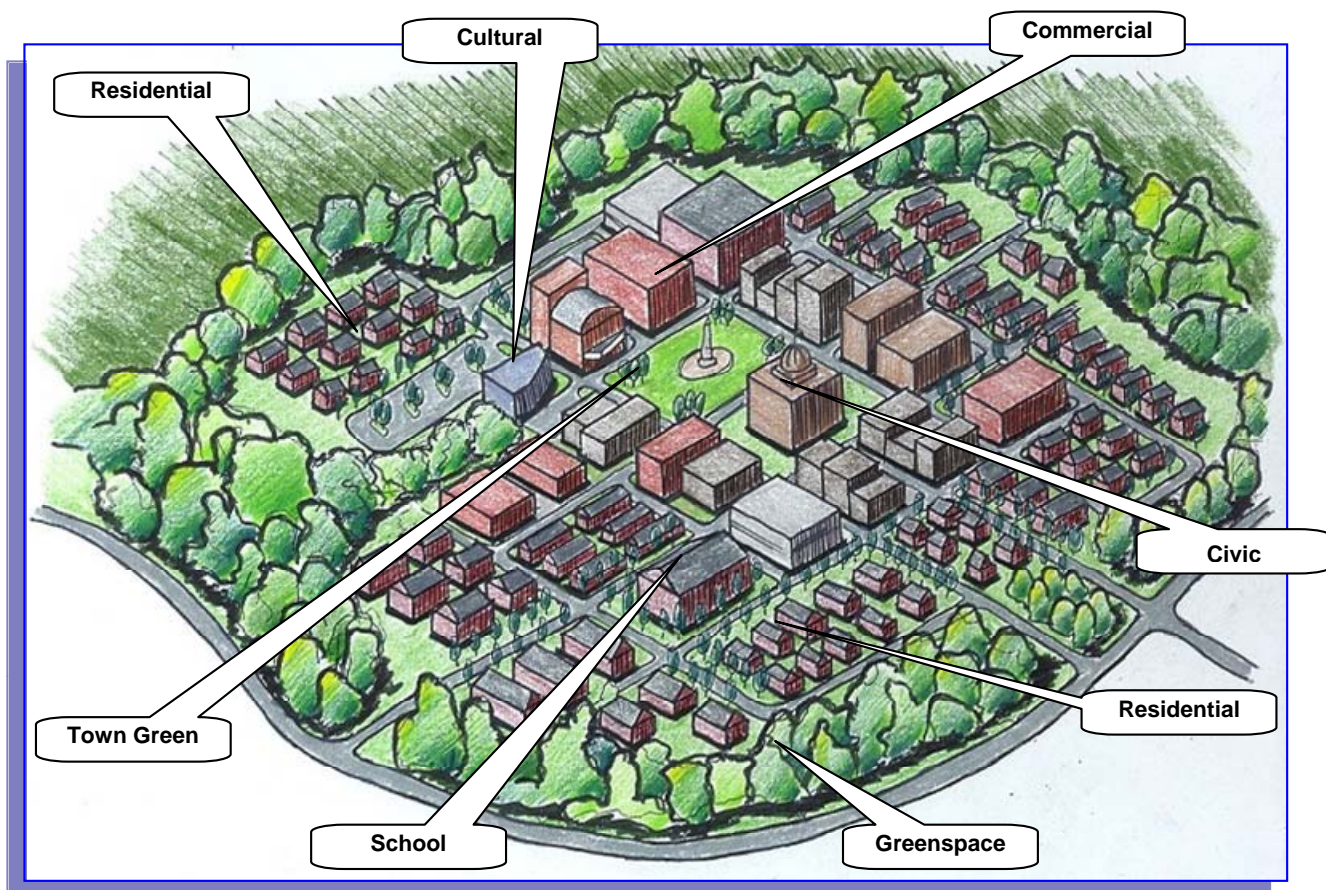 Cultural
Commercial
Residential
Civic
Residential
Town Green
School
Greenspace